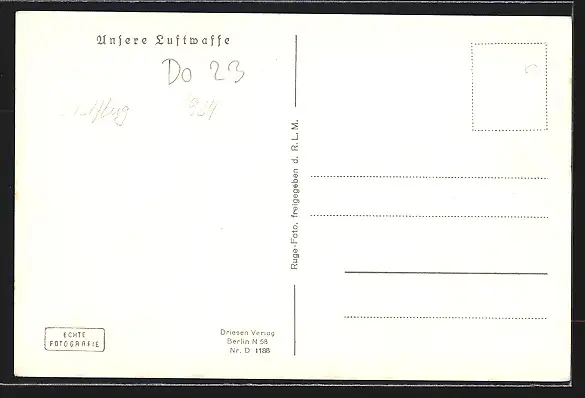 Unsere Luftwaffe
Do 23
Ruge-Foto, freigegeben d. R.L.M.
ECHTE
FOTOGRAFIE
Driesen Verlag
Berlin N 58
Nr. D 1188